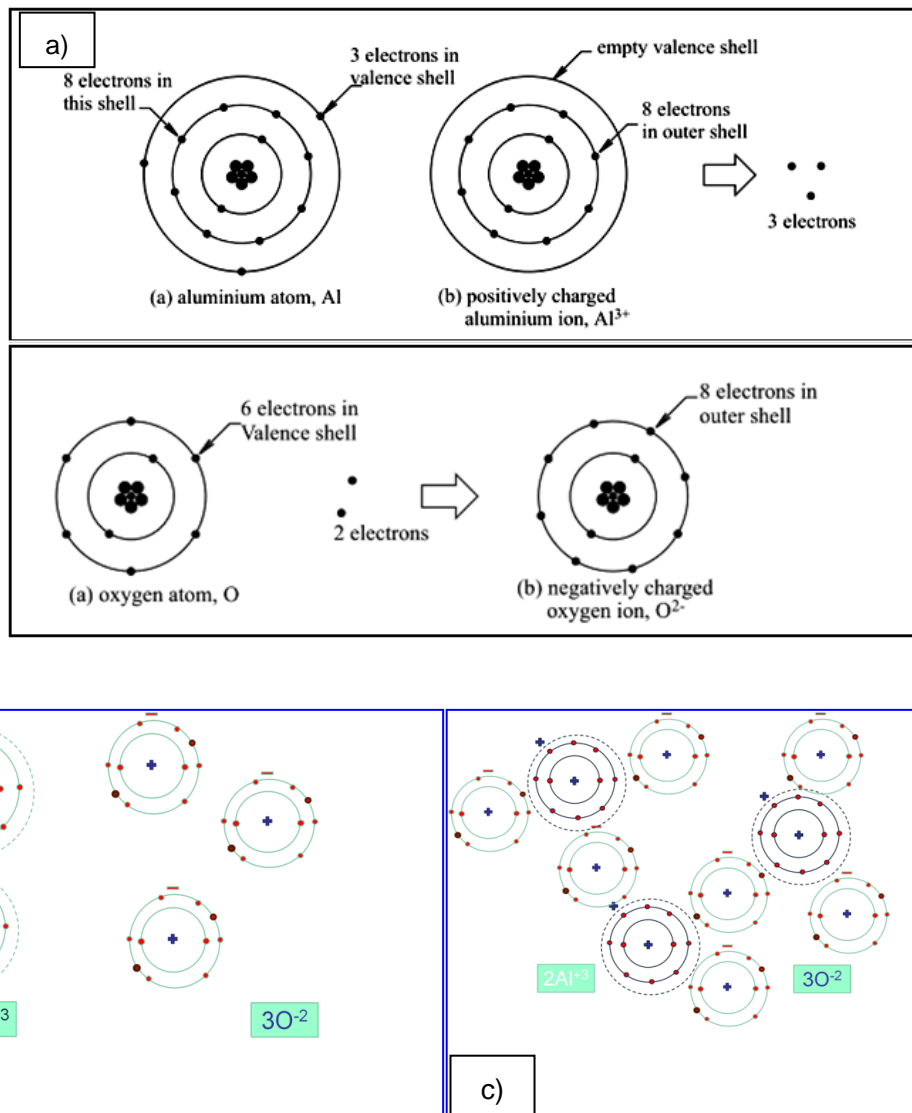 a)
8 electrons in
this shell
3 electrons in
valence shell
(a) aluminium atom, Al
empty valence shell
8 electrons
in outer shell
(b) positively charged
aluminium ion, Al³⁺
3 electrons
6 electrons in
Valence shell
(a) oxygen atom, O
2 electrons
8 electrons in
outer shell
(b) negatively charged
oxygen ion, O²⁻
3
3O⁻²
2Al⁺³
3O⁻²
c)